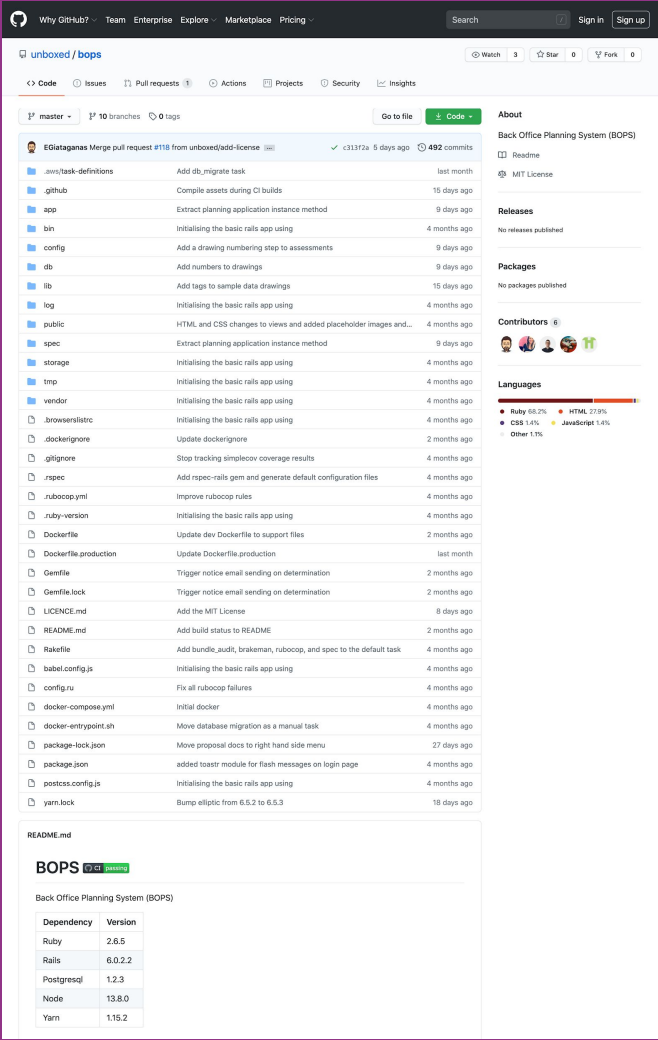 Why GitHub? Team Enterprise Explore Marketplace Pricing Search / Sign in Sign up
unboxed / bops Watch 3 Star 0 Fork 0
<> Code Issues Pull requests 1 Actions Projects Security Insights
master 10 branches 0 tags Go to file Code
EGiataganas Merge pull request #118 from unboxed/add-license ... c313f2a 5 days ago 492 commits
.aws/task-definitions Add db_migrate task last month
.github Compile assets during CI builds 15 days ago
app Extract planning application instance method 9 days ago
bin Initialising the basic rails app using 4 months ago
config Add a drawing numbering step to assessments 9 days ago
db Add numbers to drawings 9 days ago
lib Add tags to sample data drawings 15 days ago
log Initialising the basic rails app using 4 months ago
public HTML and CSS changes to views and added placeholder images and... 4 months ago
spec Extract planning application instance method 9 days ago
storage Initialising the basic rails app using 4 months ago
tmp Initialising the basic rails app using 4 months ago
vendor Initialising the basic rails app using 4 months ago
.browserslistrc Initialising the basic rails app using 4 months ago
.dockerignore Update dockerignore 2 months ago
.gitignore Stop tracking simplecov coverage results 4 months ago
.rspec Add rspec-rails gem and generate default configuration files 4 months ago
.rubocop.yml Improve rubocop rules 4 months ago
.ruby-version Initialising the basic rails app using 4 months ago
Dockerfile Update dev Dockerfile to support files 2 months ago
Dockerfile.production Update Dockerfile.production last month
Gemfile Trigger notice email sending on determination 2 months ago
Gemfile.lock Trigger notice email sending on determination 2 months ago
LICENCE.md Add the MIT License 8 days ago
README.md Add build status to README 2 months ago
Rakefile Add bundle_audit, brakeman, rubocop, and spec to the default task 4 months ago
babel.config.js Initialising the basic rails app using 4 months ago
config.ru Fix all rubocop failures 4 months ago
docker-compose.yml Initial docker 4 months ago
docker-entrypoint.sh Move database migration as a manual task 4 months ago
package-lock.json Move proposal docs to right hand side menu 27 days ago
package.json added toastr module for flash messages on login page 4 months ago
postcss.config.js Initialising the basic rails app using 4 months ago
yarn.lock Bump elliptic from 6.5.2 to 6.5.3 18 days ago
About
Back Office Planning System (BOPS)
Readme
MIT License
Releases
No releases published
Packages
No packages published
Contributors 6
Languages
Ruby 68.2% HTML 27.9%
CSS 1.4% JavaScript 1.4%
Other 1.1%
README.md
BOPS CI passing
Back Office Planning System (BOPS)
Dependency Version
Ruby 2.6.5
Rails 6.0.2.2
Postgresql 1.2.3
Node 13.8.0
Yarn 1.15.2